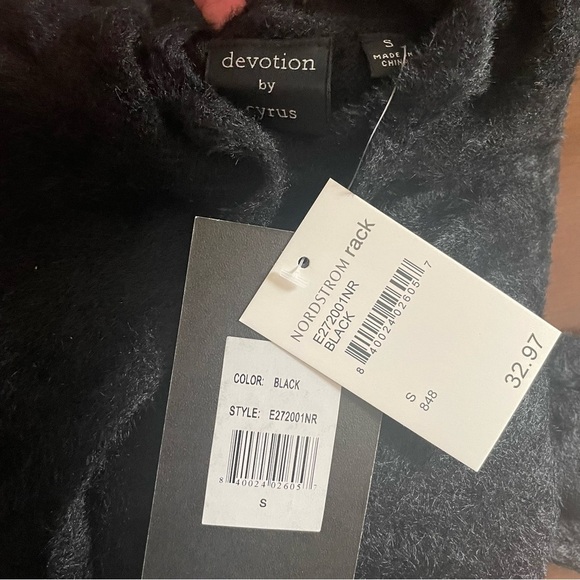 devotion
by
cyrus
S
MADE IN
CHINA
NORDSTROM rack
E272001NR
BLACK
8 40024 02605 7
S
848
32.97
COLOR: BLACK
STYLE: E272001NR
8 40024 02605 7
S